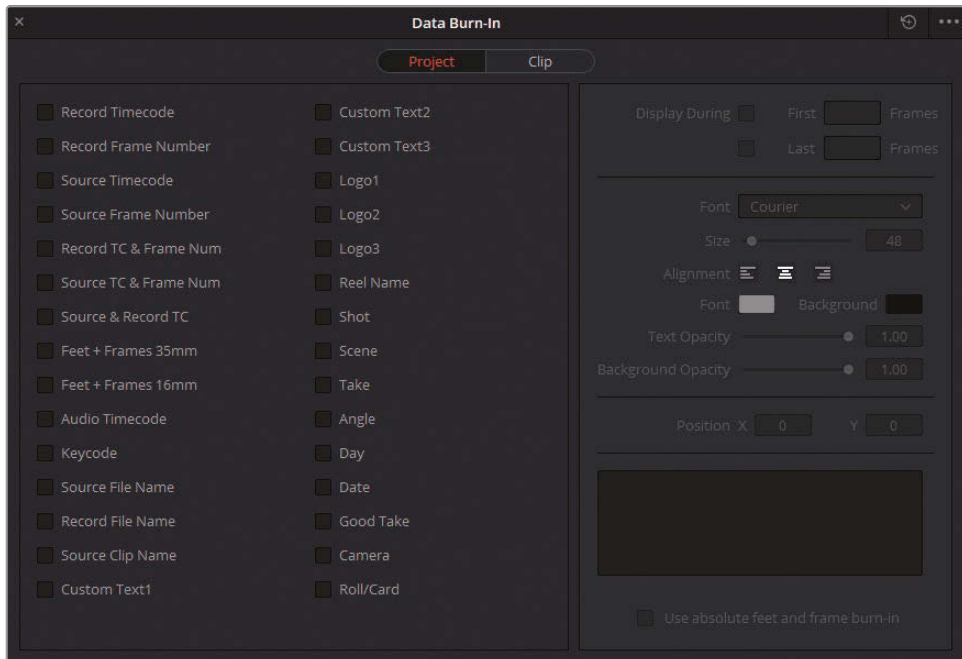 Data Burn-In
Project Clip
Record Timecode
Record Frame Number
Source Timecode
Source Frame Number
Record TC & Frame Num
Source TC & Frame Num
Source & Record TC
Feet + Frames 35mm
Feet + Frames 16mm
Audio Timecode
Keycode
Source File Name
Record File Name
Source Clip Name
Custom Text1
Custom Text2
Custom Text3
Logo1
Logo2
Logo3
Reel Name
Shot
Scene
Take
Angle
Day
Date
Good Take
Camera
Roll/Card
Display During First Frames
Last Frames
Font Courier
Size 48
Alignment
Font Background
Text Opacity 1.00
Background Opacity 1.00
Position X 0 Y 0
Use absolute feet and frame burn-in